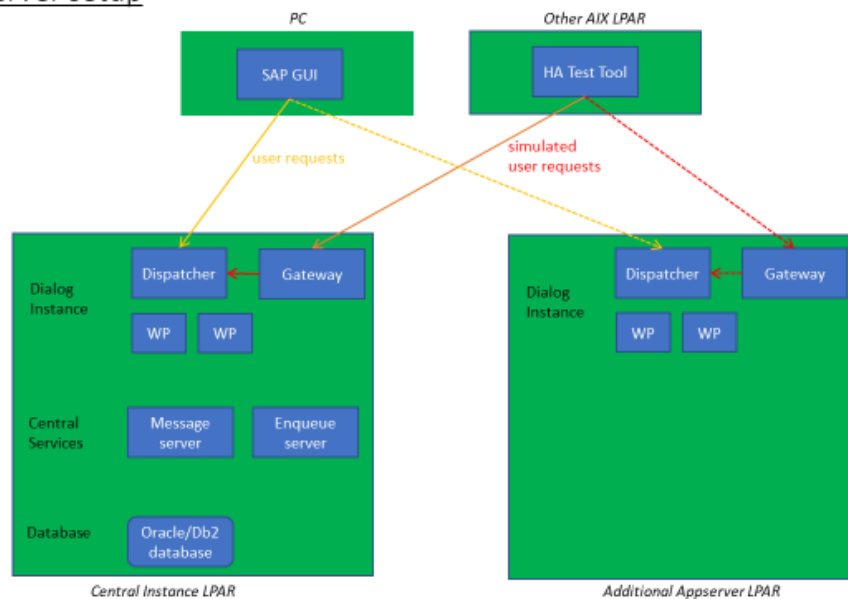 PC
Other AIX LPAR
SAP GUI
HA Test Tool
user requests
simulated
user requests
Dispatcher
Gateway
Dialog
Instance
WP
WP
Dispatcher
Gateway
Dialog
Instance
WP
WP
Central
Services
Message
server
Enqueue
server
Database
Oracle/Db2
database
Central Instance LPAR
Additional Appserver LPAR